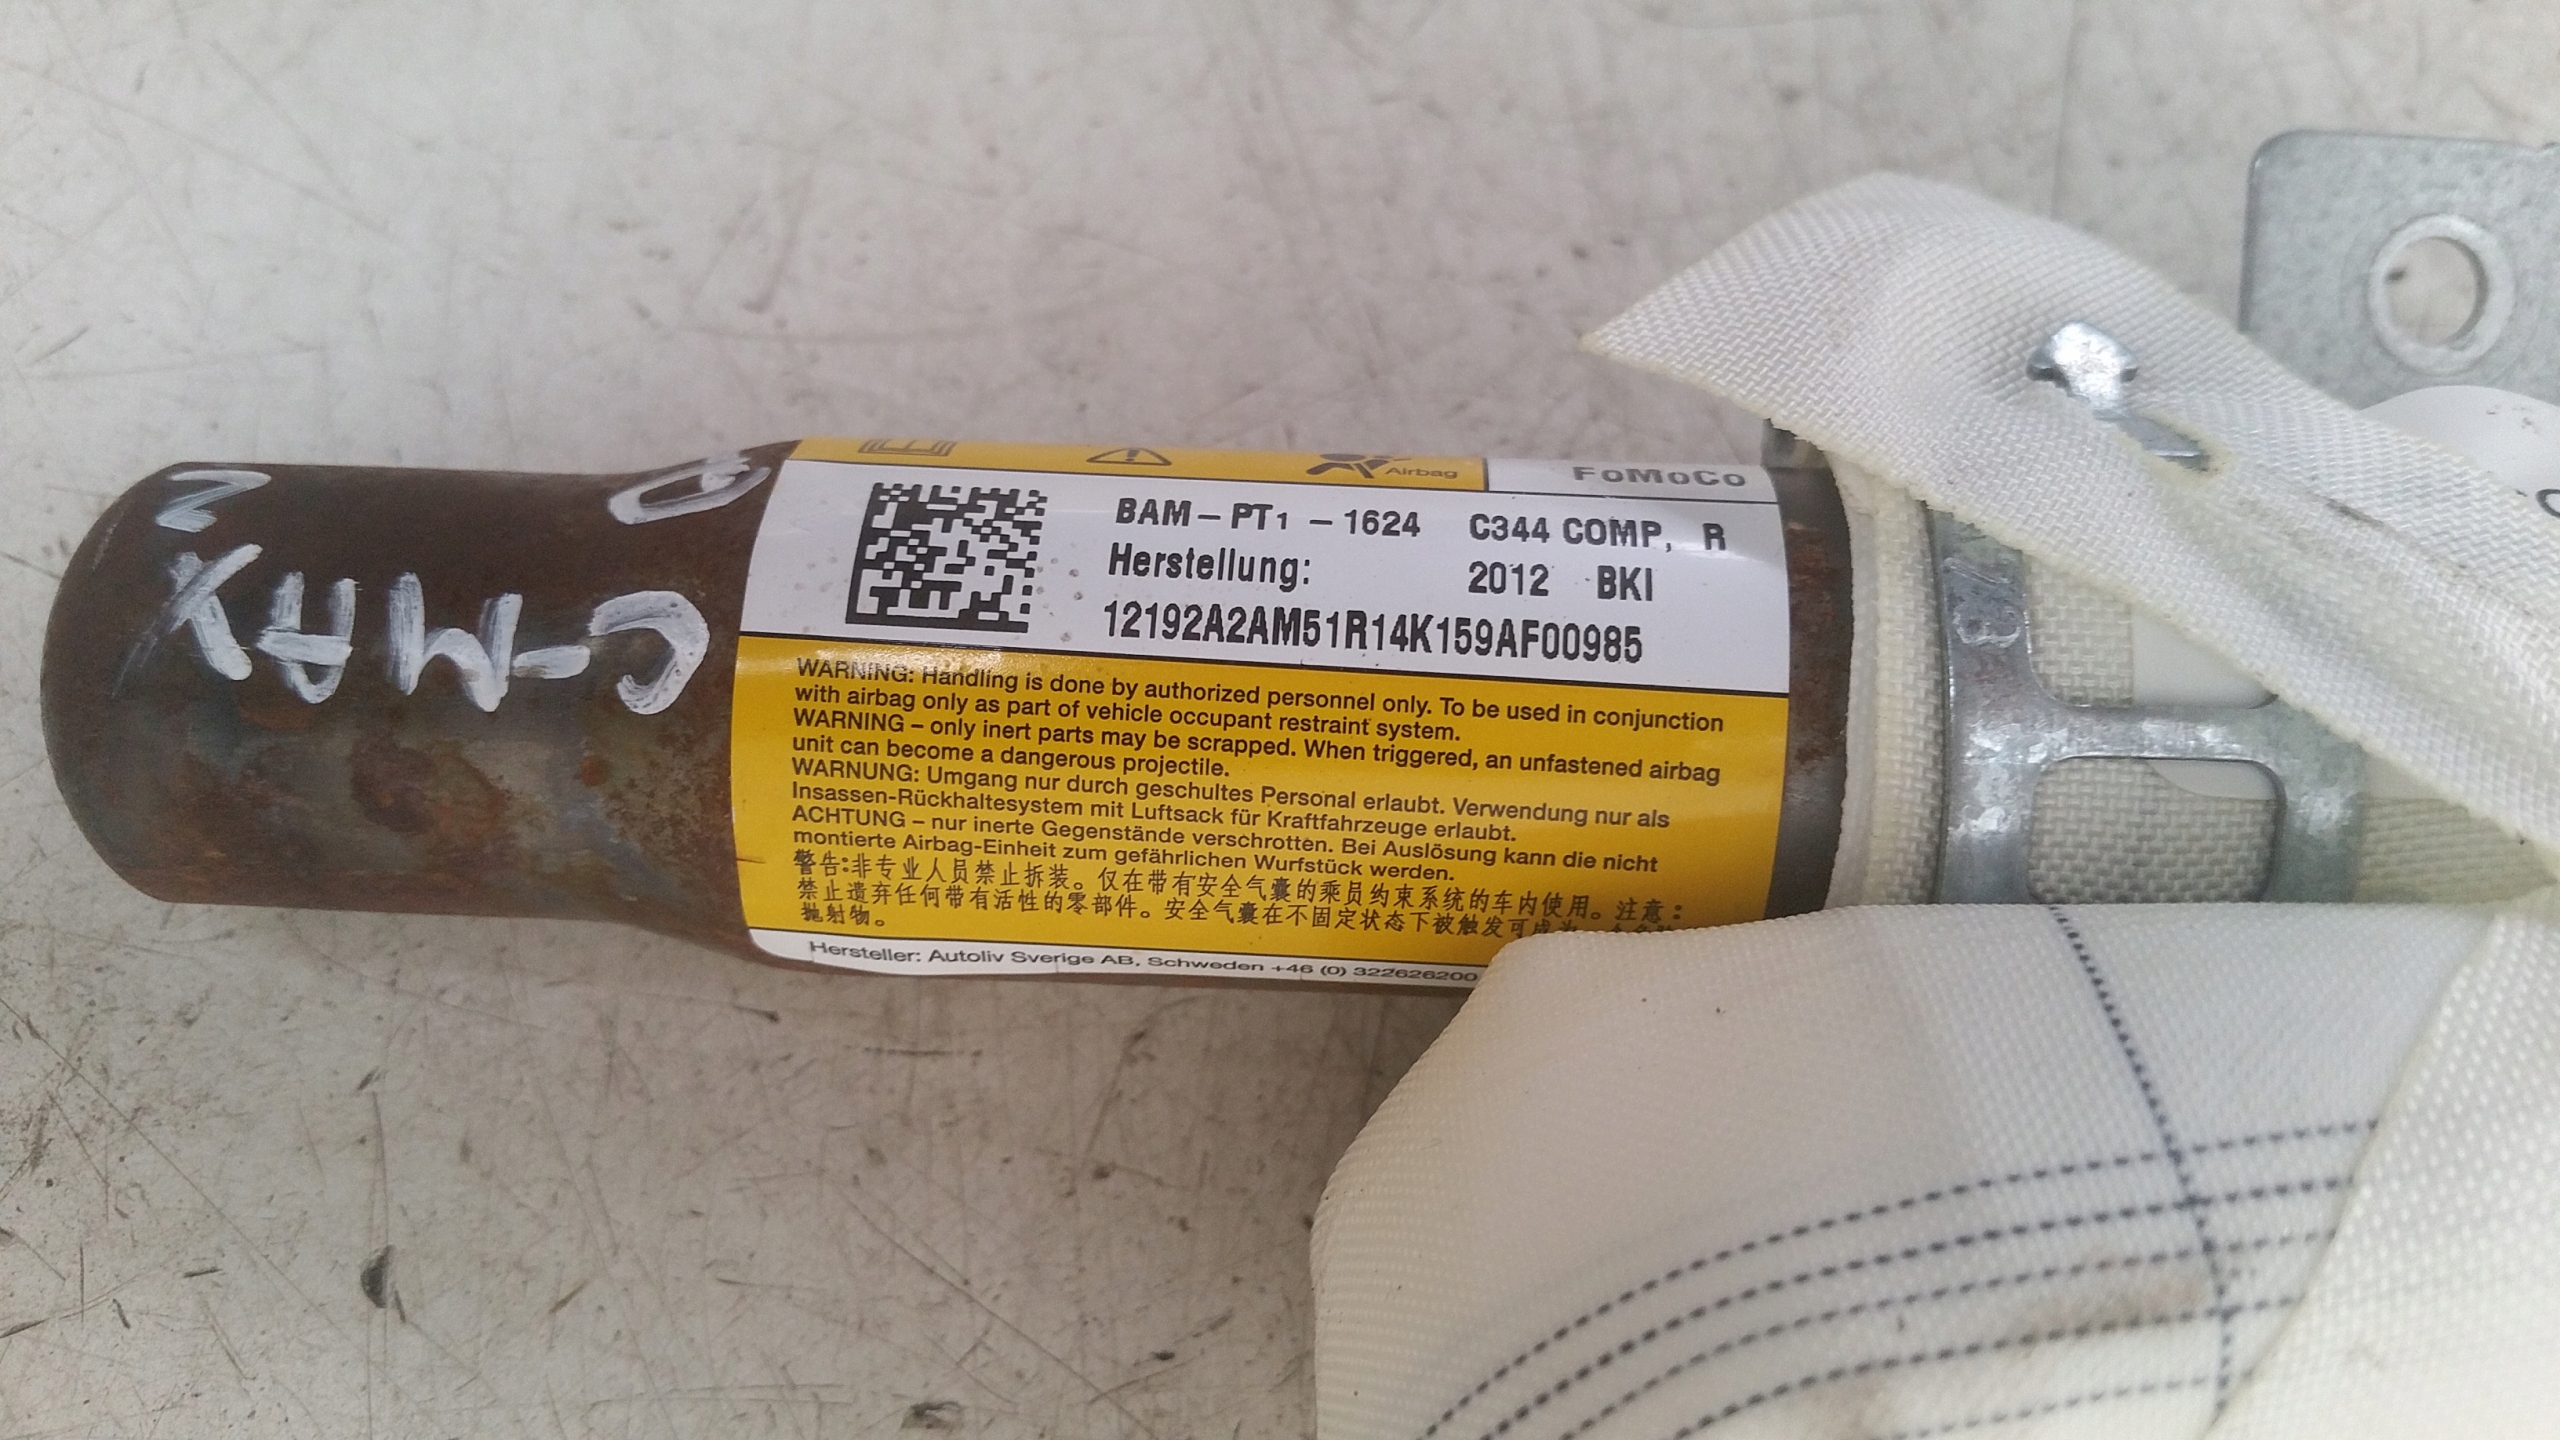 Airbag
FoMoCo
BAM - PT1 - 1624 C344 COMP, R
Herstellung: 2012 BKI
12192A2AM51R14K159AF00985
WARNING: Handling is done by authorized personnel only. To be used in conjunction
with airbag only as part of vehicle occupant restraint system.
WARNING – only inert parts may be scrapped. When triggered, an unfastened airbag
unit can become a dangerous projectile.
WARNUNG: Umgang nur durch geschultes Personal erlaubt. Verwendung nur als
Insassen-Rückhaltesystem mit Luftsack für Kraftfahrzeuge erlaubt.
ACHTUNG – nur inerte Gegenstände verschrotten. Bei Auslösung kann die nicht
montierte Airbag-Einheit zum gefährlichen Wurfstück werden.
警告:非专业人员禁止拆装。仅在带有安全气囊的乘员约束系统的车内使用。注意:
禁止遗弃任何带有活性的零部件。安全气囊在不固定状态下被触发可成为
抛射物。
Hersteller: Autoliv Sverige AB, Schweden +46 (0) 322626200
C-MAX